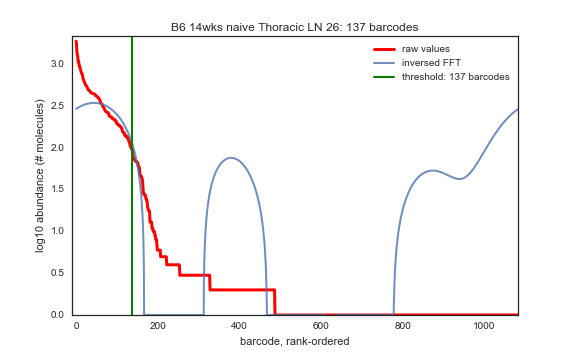 B6 14wks naive Thoracic LN 26: 137 barcodes
raw values
inversed FFT
threshold: 137 barcodes
log10 abundance (# molecules)
3.0
2.5
2.0
1.5
1.0
0.5
0.0
0 200 400 600 800 1000
barcode, rank-ordered